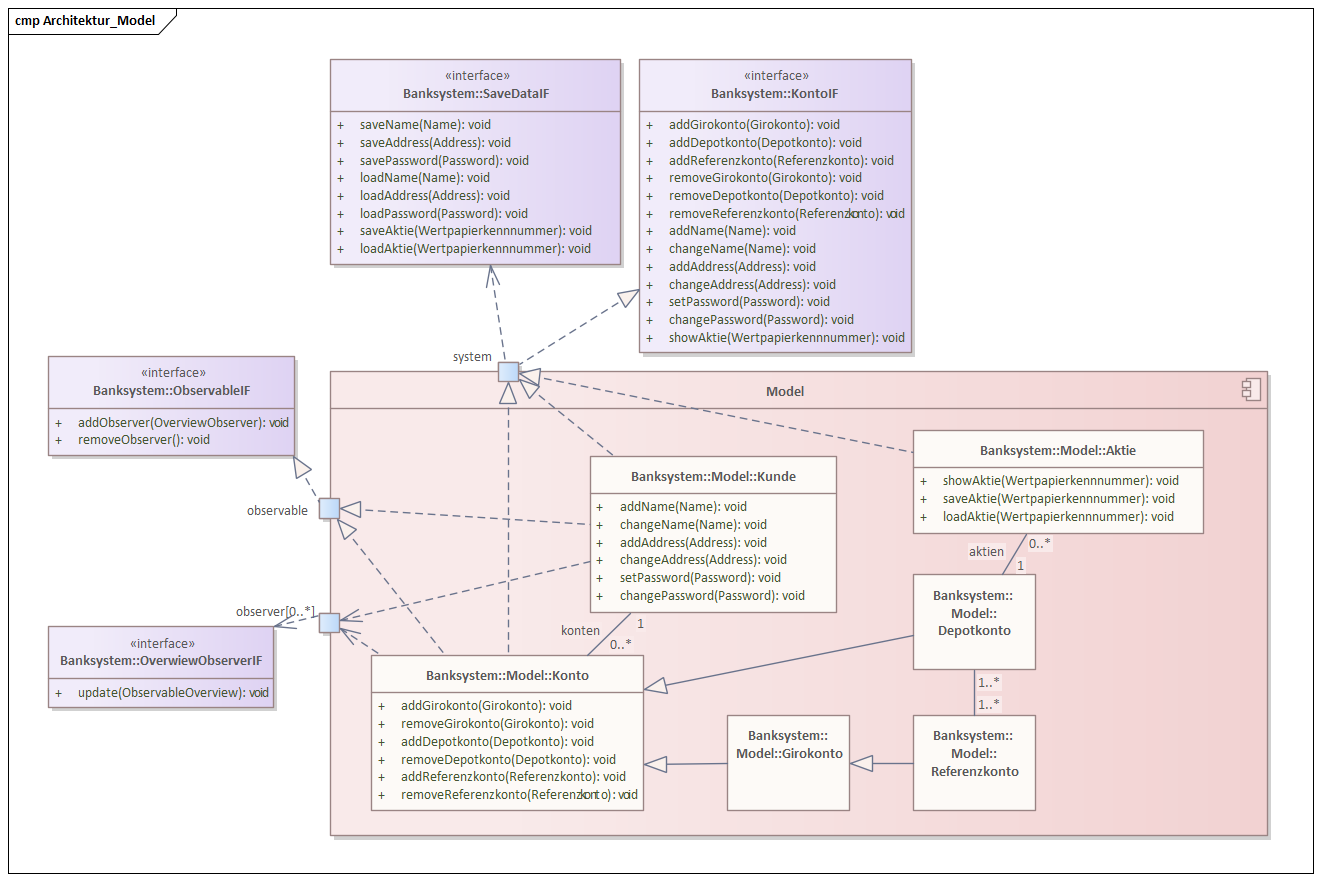 cmp Architektur_Model
«interface»
Banksystem::SaveDataIF
+ saveName(Name): void
+ saveAddress(Address): void
+ savePassword(Password): void
+ loadName(Name): void
+ loadAddress(Address): void
+ loadPassword(Password): void
+ saveAktie(Wertpapierkennnummer): void
+ loadAktie(Wertpapierkennnummer): void
«interface»
Banksystem::KontoIF
+ addGirokonto(Girokonto): void
+ addDepotkonto(Depotkonto): void
+ addReferenzkonto(Referenzkonto): void
+ removeGirokonto(Girokonto): void
+ removeDepotkonto(Depotkonto): void
+ removeReferenzkonto(Referenzkonto): void
+ addName(Name): void
+ changeName(Name): void
+ addAddress(Address): void
+ changeAddress(Address): void
+ setPassword(Password): void
+ changePassword(Password): void
+ showAktie(Wertpapierkennnummer): void
system
«interface»
Banksystem::ObservableIF
+ addObserver(OverviewObserver): void
+ removeObserver(): void
Model
observable
Banksystem::Model::Kunde
+ addName(Name): void
+ changeName(Name): void
+ addAddress(Address): void
+ changeAddress(Address): void
+ setPassword(Password): void
+ changePassword(Password): void
Banksystem::Model::Aktie
+ showAktie(Wertpapierkennnummer): void
+ saveAktie(Wertpapierkennnummer): void
+ loadAktie(Wertpapierkennnummer): void
aktien
0..*
1
Banksystem::
Model::
Depotkonto
observer[0..*]
«interface»
Banksystem::OverwiewObserverIF
+ update(ObservableOverview): void
konten
1
0..*
Banksystem::Model::Konto
+ addGirokonto(Girokonto): void
+ removeGirokonto(Girokonto): void
+ addDepotkonto(Depotkonto): void
+ removeDepotkonto(Depotkonto): void
+ addReferenzkonto(Referenzkonto): void
+ removeReferenzkonto(Referenzkonto): void
1..*
1..*
Banksystem::
Model::Girokonto
Banksystem::
Model::
Referenzkonto